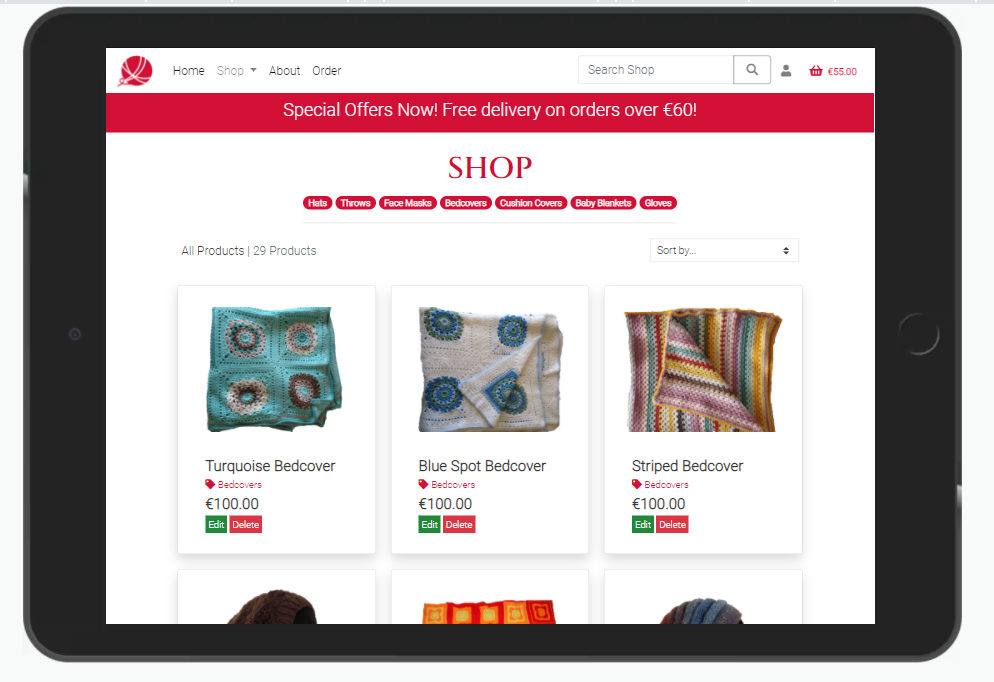 Home Shop About Order Search Shop €55.00
Special Offers Now! Free delivery on orders over €60!
SHOP
Hats Throws Face Masks Bedcovers Cushion Covers Baby Blankets Gloves
All Products | 29 Products Sort by...
Turquoise Bedcover Blue Spot Bedcover Striped Bedcover
Bedcovers Bedcovers Bedcovers
€100.00 €100.00 €100.00
Edit Delete Edit Delete Edit Delete